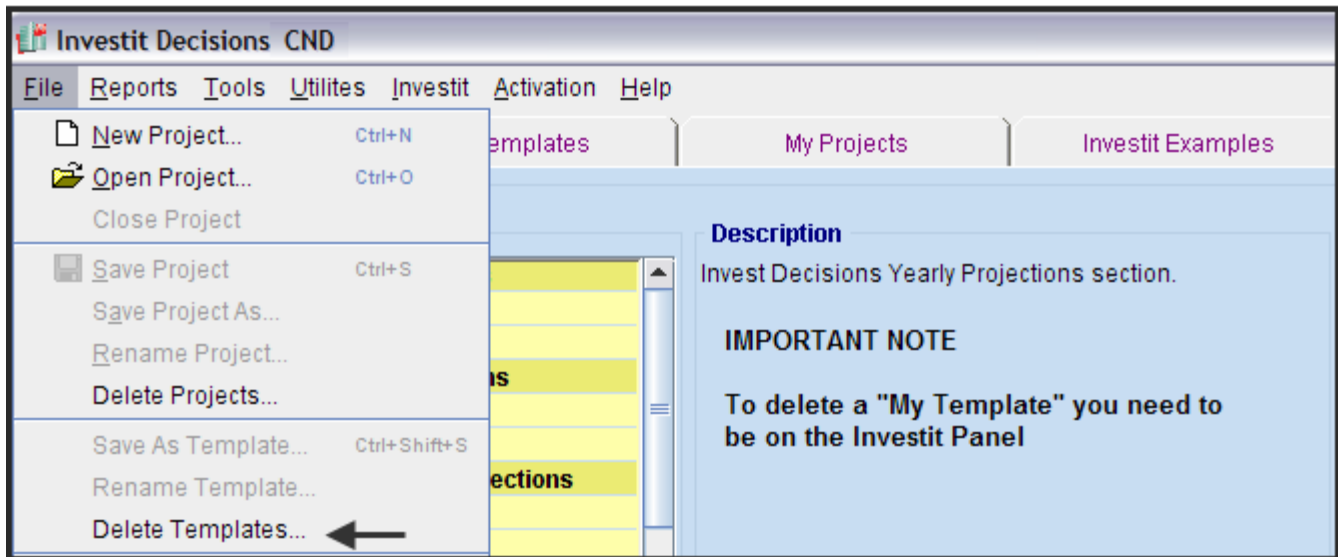 Investit Decisions CND
File Reports Tools Utilites Investit Activation Help
New Project... Ctrl+N
emplates
My Projects
Investit Examples
Open Project... Ctrl+O
Close Project
Description
Save Project Ctrl+S
Invest Decisions Yearly Projections section.
Save Project As...
IMPORTANT NOTE
Rename Project...
ns
Delete Projects...
To delete a "My Template" you need to
be on the Investit Panel
Save As Template... Ctrl+Shift+S
Rename Template...
ections
Delete Templates...